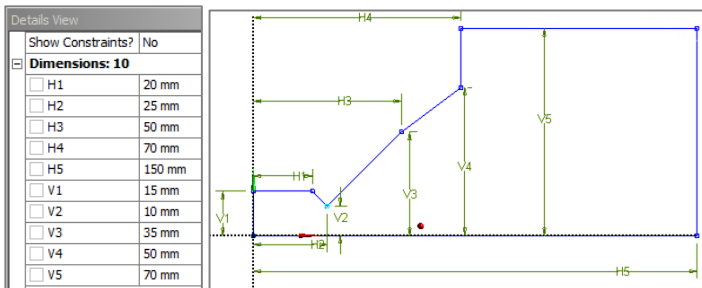 Details View
Show Constraints? No
Dimensions: 10
H1 20 mm
H2 25 mm
H3 50 mm
H4 70 mm
H5 150 mm
V1 15 mm
V2 10 mm
V3 35 mm
V4 50 mm
V5 70 mm
H4
H3
V5
V4
H1
V3
V1
V2
H2
H5